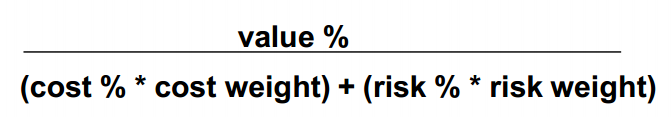 value %
(cost % * cost weight) + (risk % * risk weight)